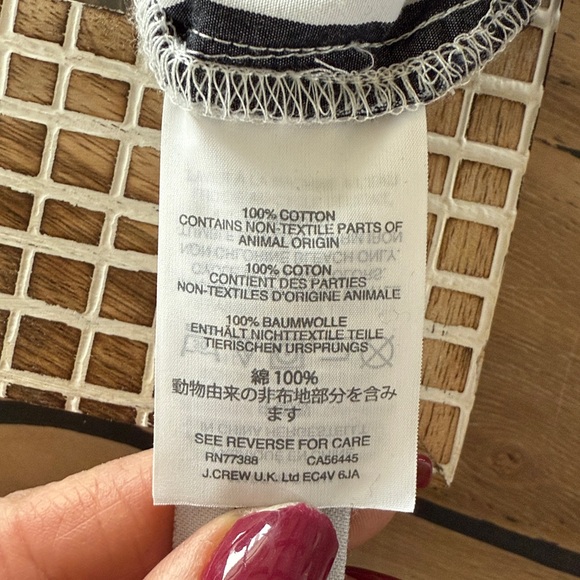 100% COTTON
CONTAINS NON-TEXTILE PARTS OF
ANIMAL ORIGIN
100% COTON
CONTIENT DES PARTIES
NON-TEXTILES D'ORIGINE ANIMALE
100% BAUMWOLLE
ENTHÄLT NICHTTEXTILE TEILE
TIERISCHEN URSPRUNGS
綿 100%
動物由来の非布地部分を含み
ます
SEE REVERSE FOR CARE
RN77388 CA56445
J.CREW U.K. Ltd EC4V 6JA